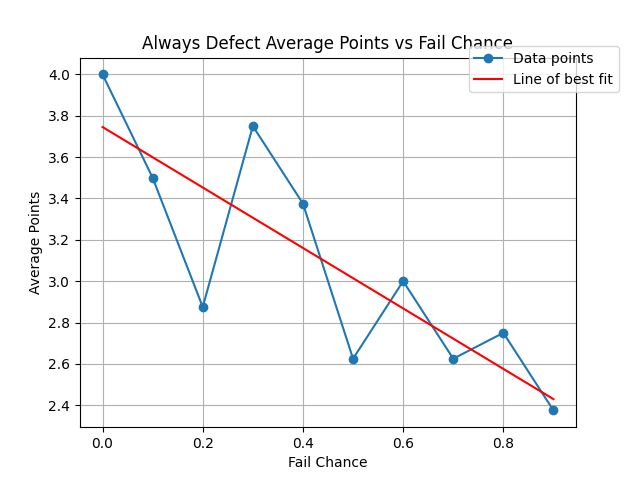 Always Defect Average Points vs Fail Chance
Data points
Line of best fit
Average Points
4.0
3.8
3.6
3.4
3.2
3.0
2.8
2.6
2.4
0.0 0.2 0.4 0.6 0.8
Fail Chance